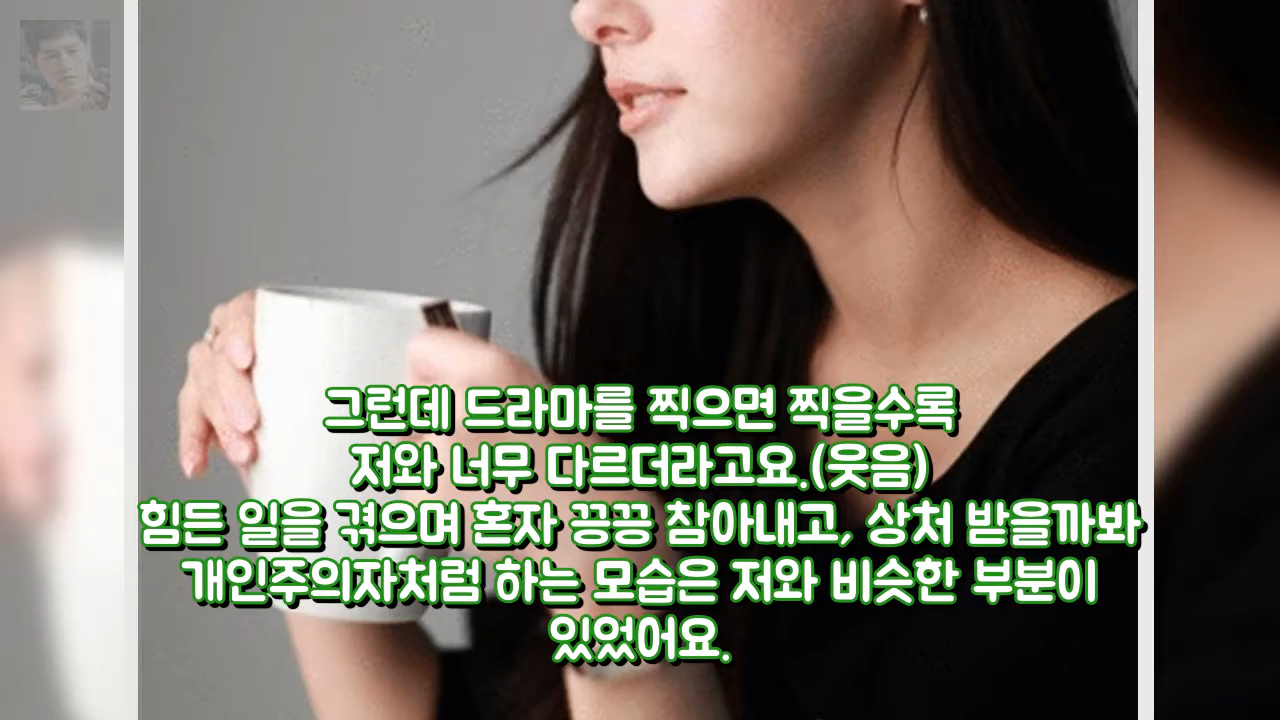 그런데 드라마를 찍으면 찍을수록
저와 너무 다르더라고요.(웃음)
힘든 일을 겪으며 혼자 끙끙 참아내고, 상처 받을까봐
개인주의자처럼 하는 모습은 저와 비슷한 부분이
있었어요.